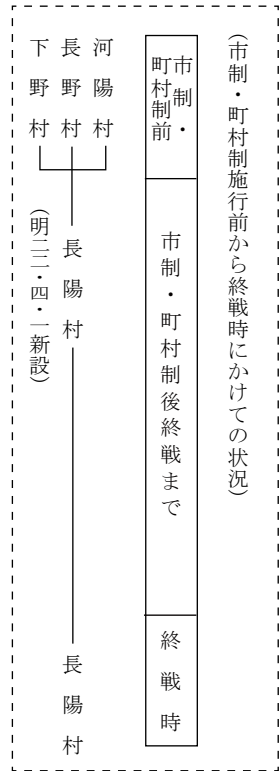 (市制・町村制施行前から終戦時にかけての状況)
市制・
町村制前
市制・町村制後終戦まで
終戦時
河陽村
長野村
下野村
長陽村
(明二二・四・一新設)
長陽村